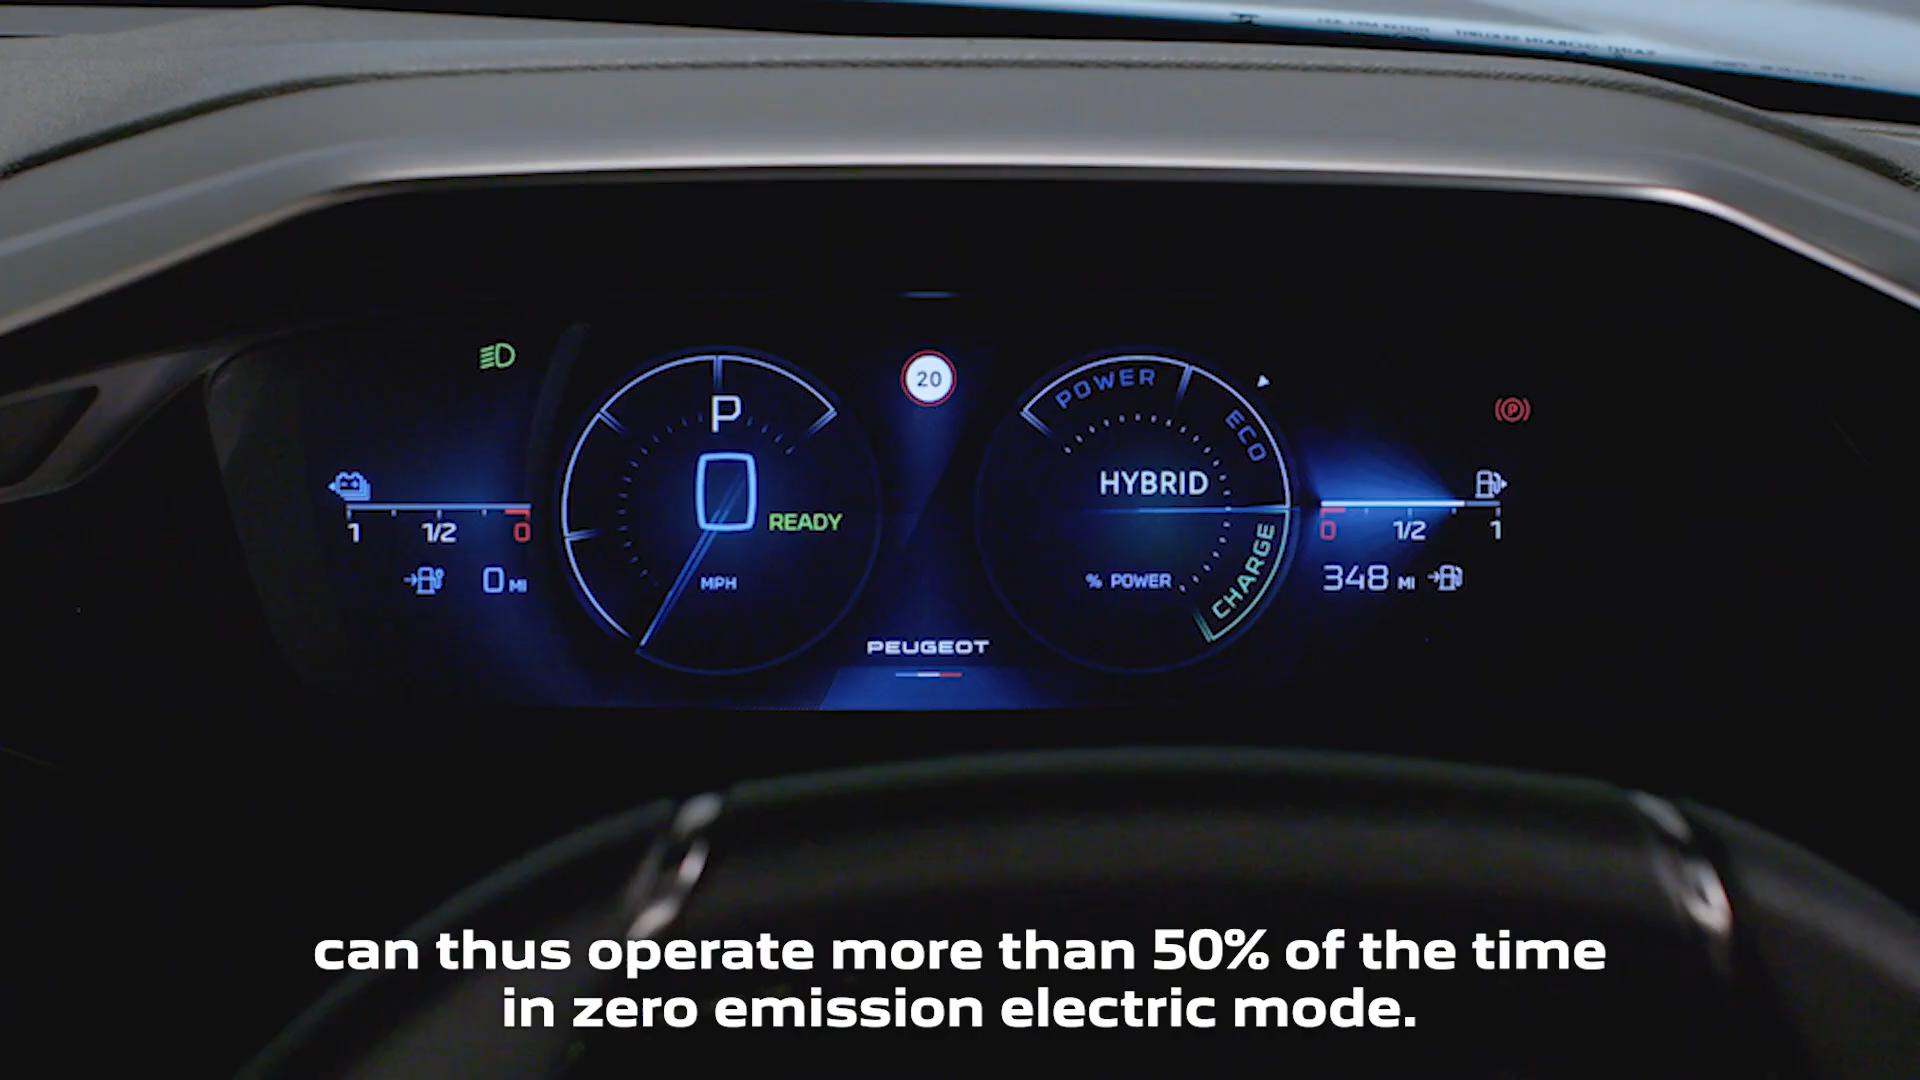 20
POWER
P
ECO
HYBRID
READY
1
1/2
0
0
1/2
1
CHARGE
0 MI
MPH
% POWER
348 MI
PEUGEOT
can thus operate more than 50% of the time
in zero emission electric mode.